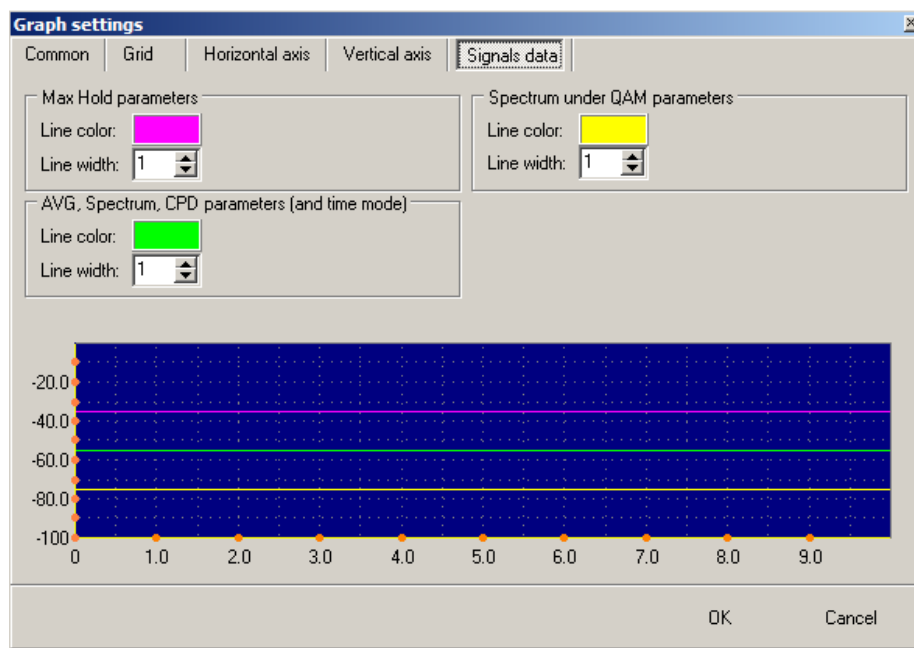 Graph settings
Common Grid Horizontal axis Vertical axis Signals data
Max Hold parameters
Line color:
Line width: 1
Spectrum under QAM parameters
Line color:
Line width: 1
AVG, Spectrum, CPD parameters (and time mode)
Line color:
Line width: 1
-20.0
-40.0
-60.0
-80.0
-100
0 1.0 2.0 3.0 4.0 5.0 6.0 7.0 8.0 9.0
OK Cancel